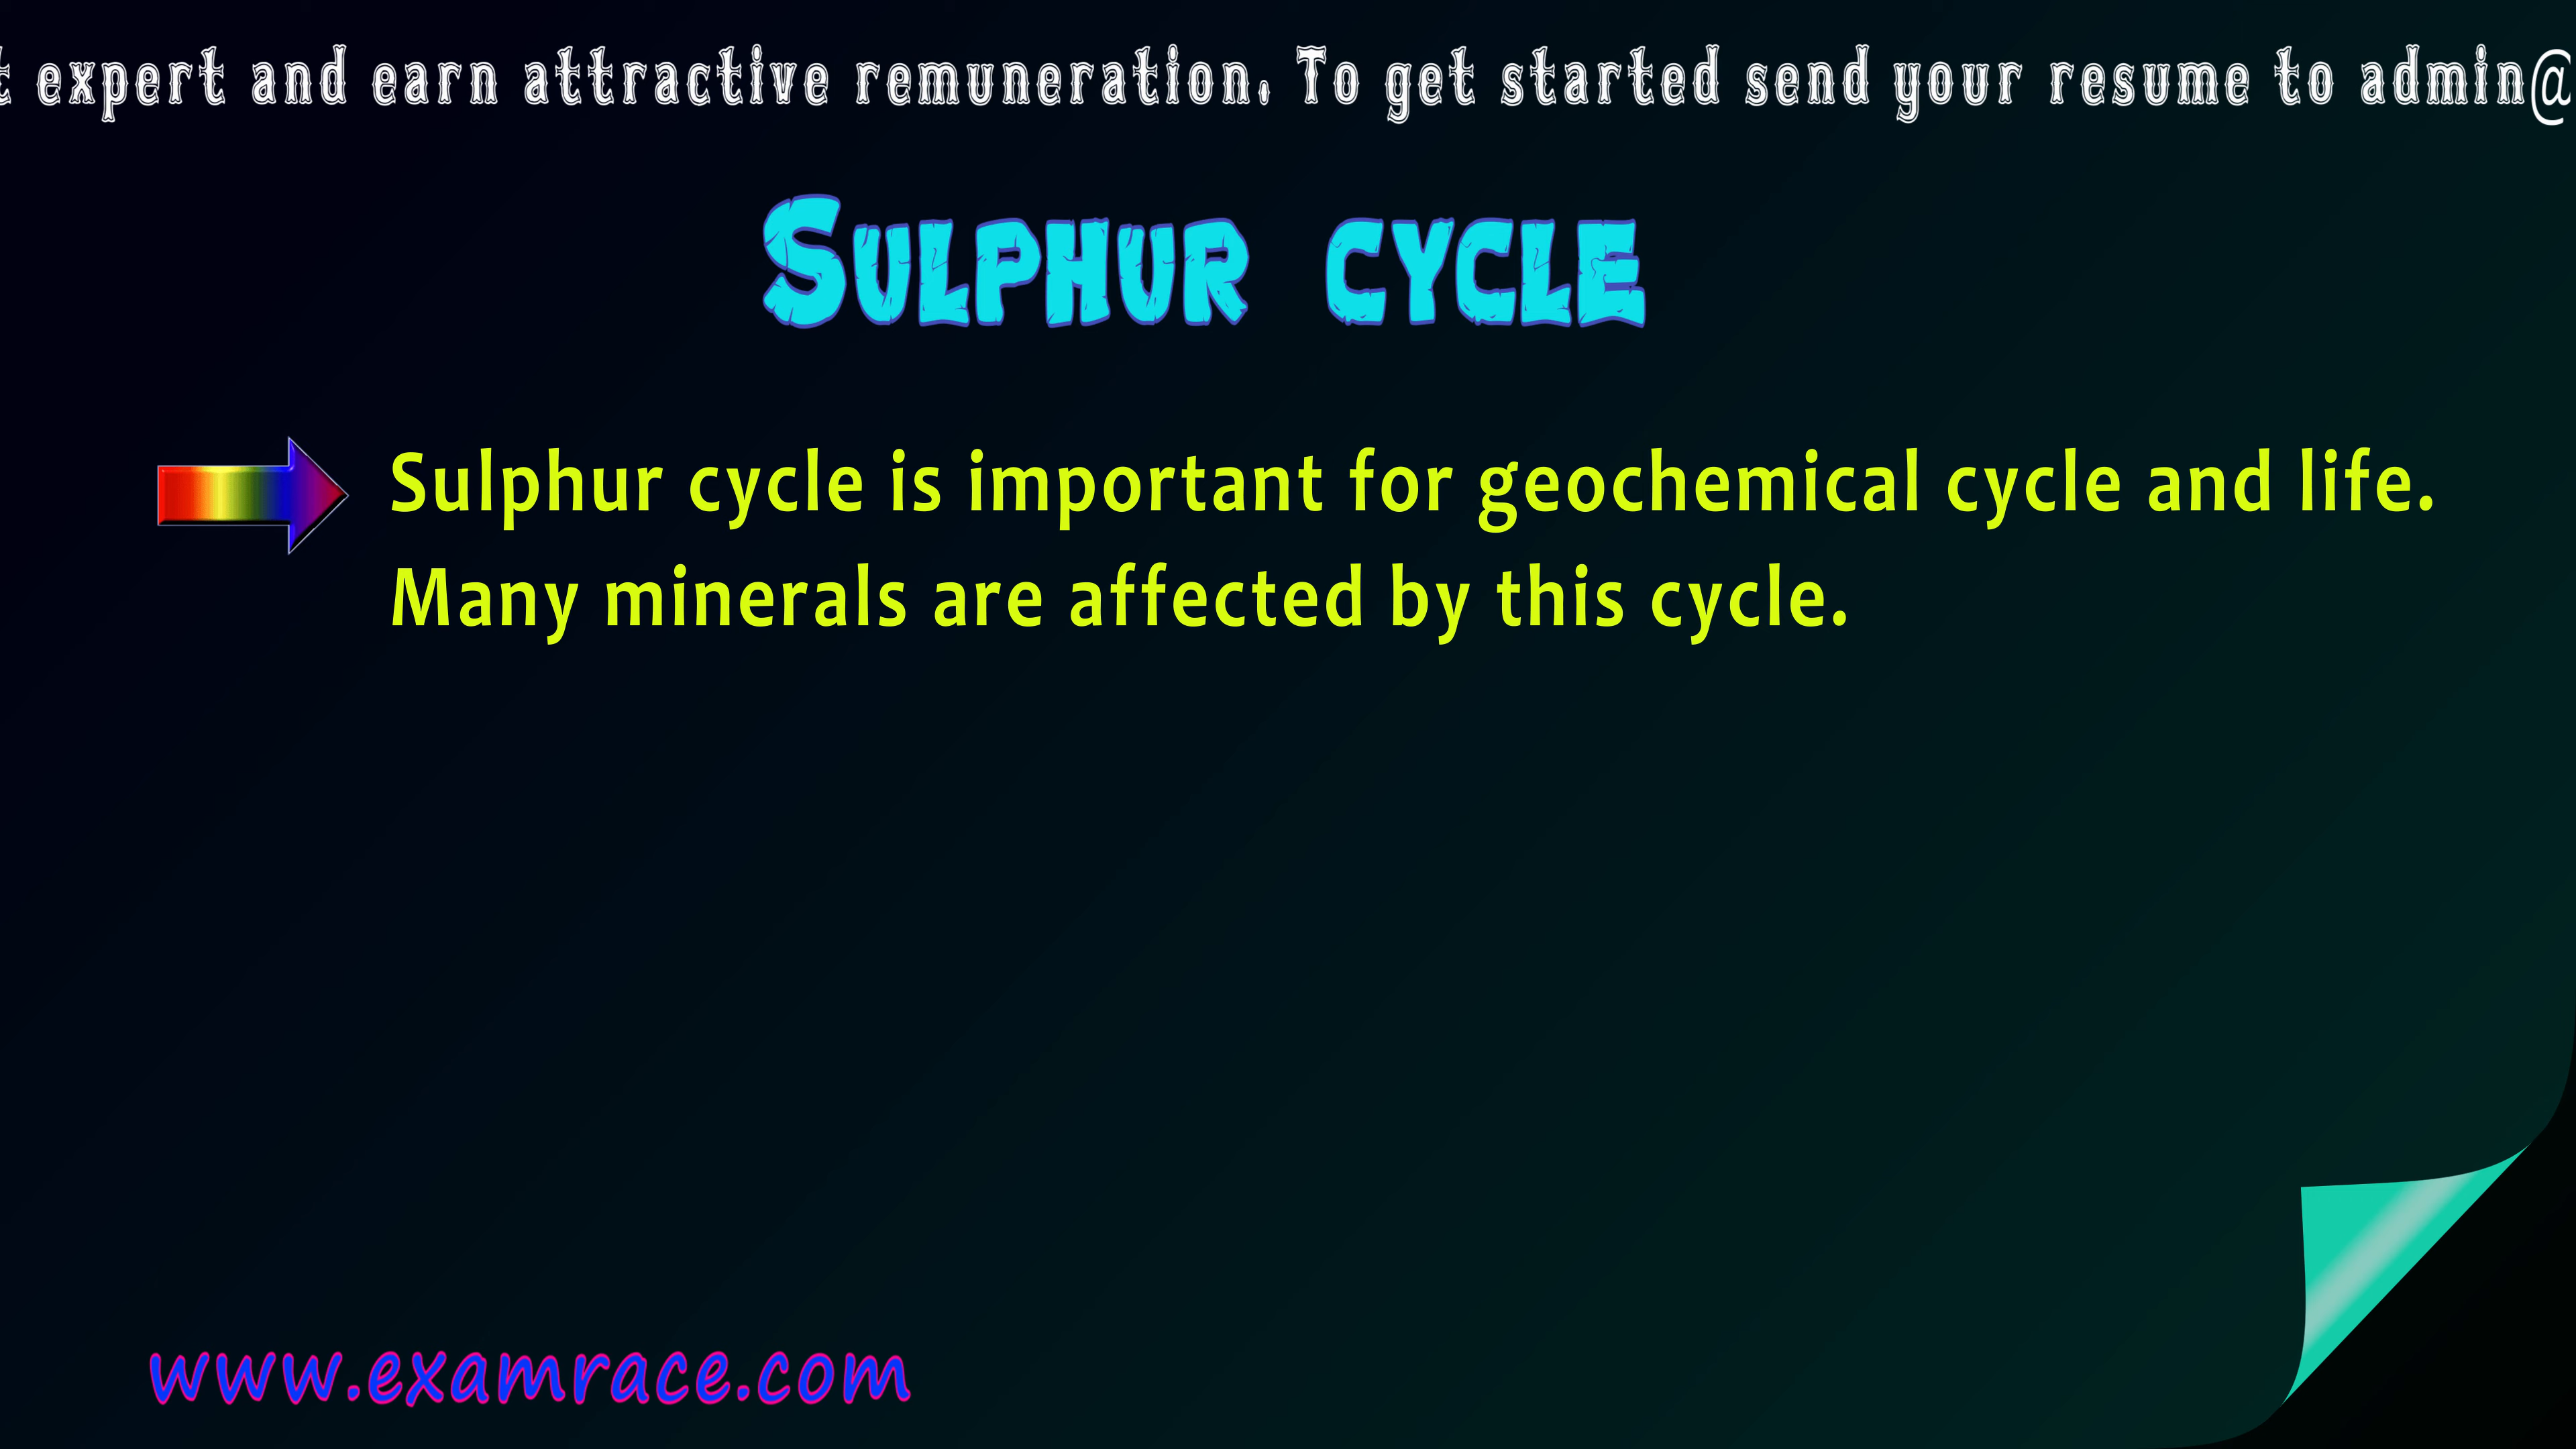 expert and earn attractive remuneration. To get started send your resume to admin@
Sulphur cycle
Sulphur cycle is important for geochemical cycle and life.
Many minerals are affected by this cycle.
www.examrace.com